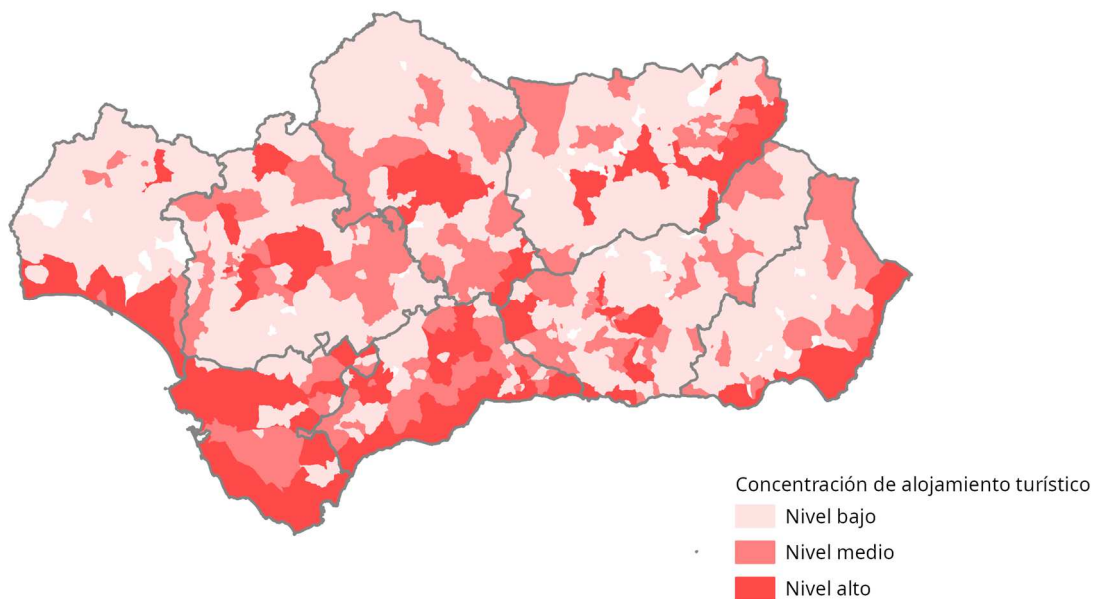 Concentración de alojamiento turístico
Nivel bajo
Nivel medio
Nivel alto